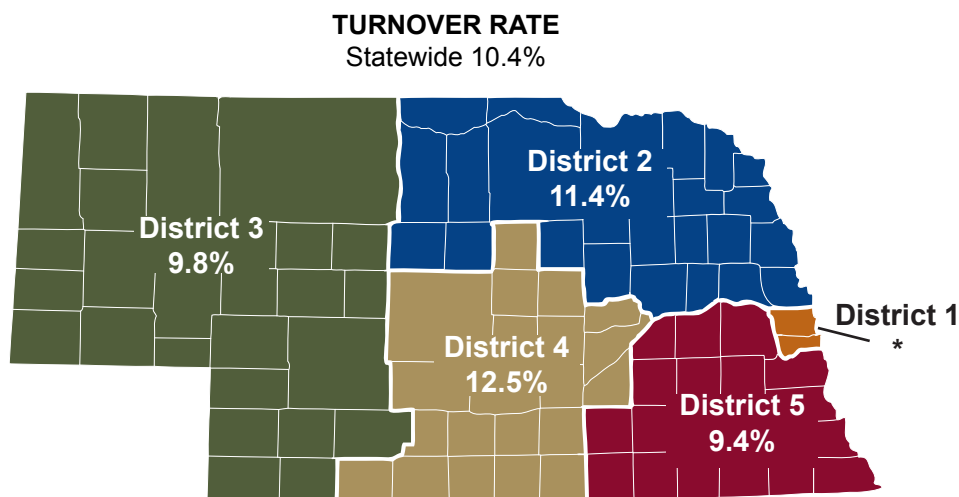 TURNOVER RATE
Statewide 10.4%
District 2
11.4%
District 3
9.8%
District 1
*
District 4
12.5%
District 5
9.4%